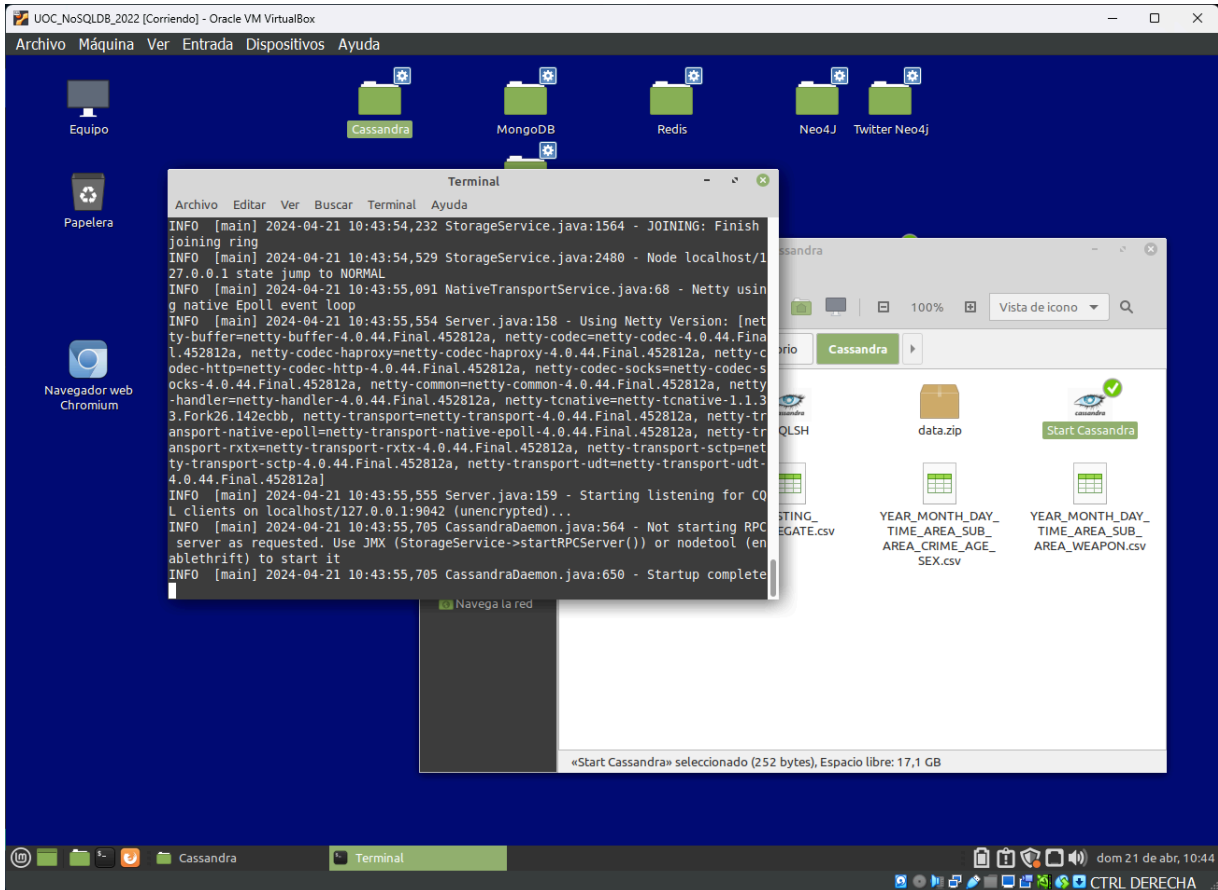 UOC_NoSQLDB_2022 [Corriendo] - Oracle VM VirtualBox
Archivo Máquina Ver Entrada Dispositivos Ayuda
Equipo
Cassandra
MongoDB
Redis
Neo4J
Twitter Neo4j
Papelera
Navegador web
Chromium
Terminal
Archivo Editar Ver Buscar Terminal Ayuda
INFO [main] 2024-04-21 10:43:54,232 StorageService.java:1564 - JOINING: Finish
joining ring
INFO [main] 2024-04-21 10:43:54,529 StorageService.java:2480 - Node localhost/1
27.0.0.1 state jump to NORMAL
INFO [main] 2024-04-21 10:43:55,091 NativeTransportService.java:68 - Netty usin
g native Epoll event loop
INFO [main] 2024-04-21 10:43:55,554 Server.java:158 - Using Netty Version: [net
ty-buffer=netty-buffer-4.0.44.Final.452812a, netty-codec=netty-codec-4.0.44.Fina
l.452812a, netty-codec-haproxy=netty-codec-haproxy-4.0.44.Final.452812a, netty-c
odec-http=netty-codec-http-4.0.44.Final.452812a, netty-codec-socks=netty-codec-s
ocks-4.0.44.Final.452812a, netty-common=netty-common-4.0.44.Final.452812a, netty
-handler=netty-handler-4.0.44.Final.452812a, netty-tcnative=netty-tcnative-1.1.3
3.Fork26.142ecbb, netty-transport=netty-transport-4.0.44.Final.452812a, netty-tr
ansport-native-epoll=netty-transport-native-epoll-4.0.44.Final.452812a, netty-tr
ansport-rxtx=netty-transport-rxtx-4.0.44.Final.452812a, netty-transport-sctp=net
ty-transport-sctp-4.0.44.Final.452812a, netty-transport-udt=netty-transport-udt-
4.0.44.Final.452812a]
INFO [main] 2024-04-21 10:43:55,555 Server.java:159 - Starting listening for CQ
L clients on localhost/127.0.0.1:9042 (unencrypted)...
INFO [main] 2024-04-21 10:43:55,705 CassandraDaemon.java:564 - Not starting RPC
server as requested. Use JMX (StorageService->startRPCServer()) or nodetool (en
ablethrift) to start it
INFO [main] 2024-04-21 10:43:55,705 CassandraDaemon.java:650 - Startup complete
ssandra
100%
Vista de icono
rio
Cassandra
QLSH
data.zip
cassandra
Start Cassandra
STING_
EGATE.csv
YEAR_MONTH_DAY_
TIME_AREA_SUB_
AREA_CRIME_AGE_
SEX.csv
YEAR_MONTH_DAY_
TIME_AREA_SUB_
AREA_WEAPON.csv
Navega la red
«Start Cassandra» seleccionado (252 bytes), Espacio libre: 17,1 GB
Cassandra
Terminal
dom 21 de abr, 10:44
CTRL DERECHA